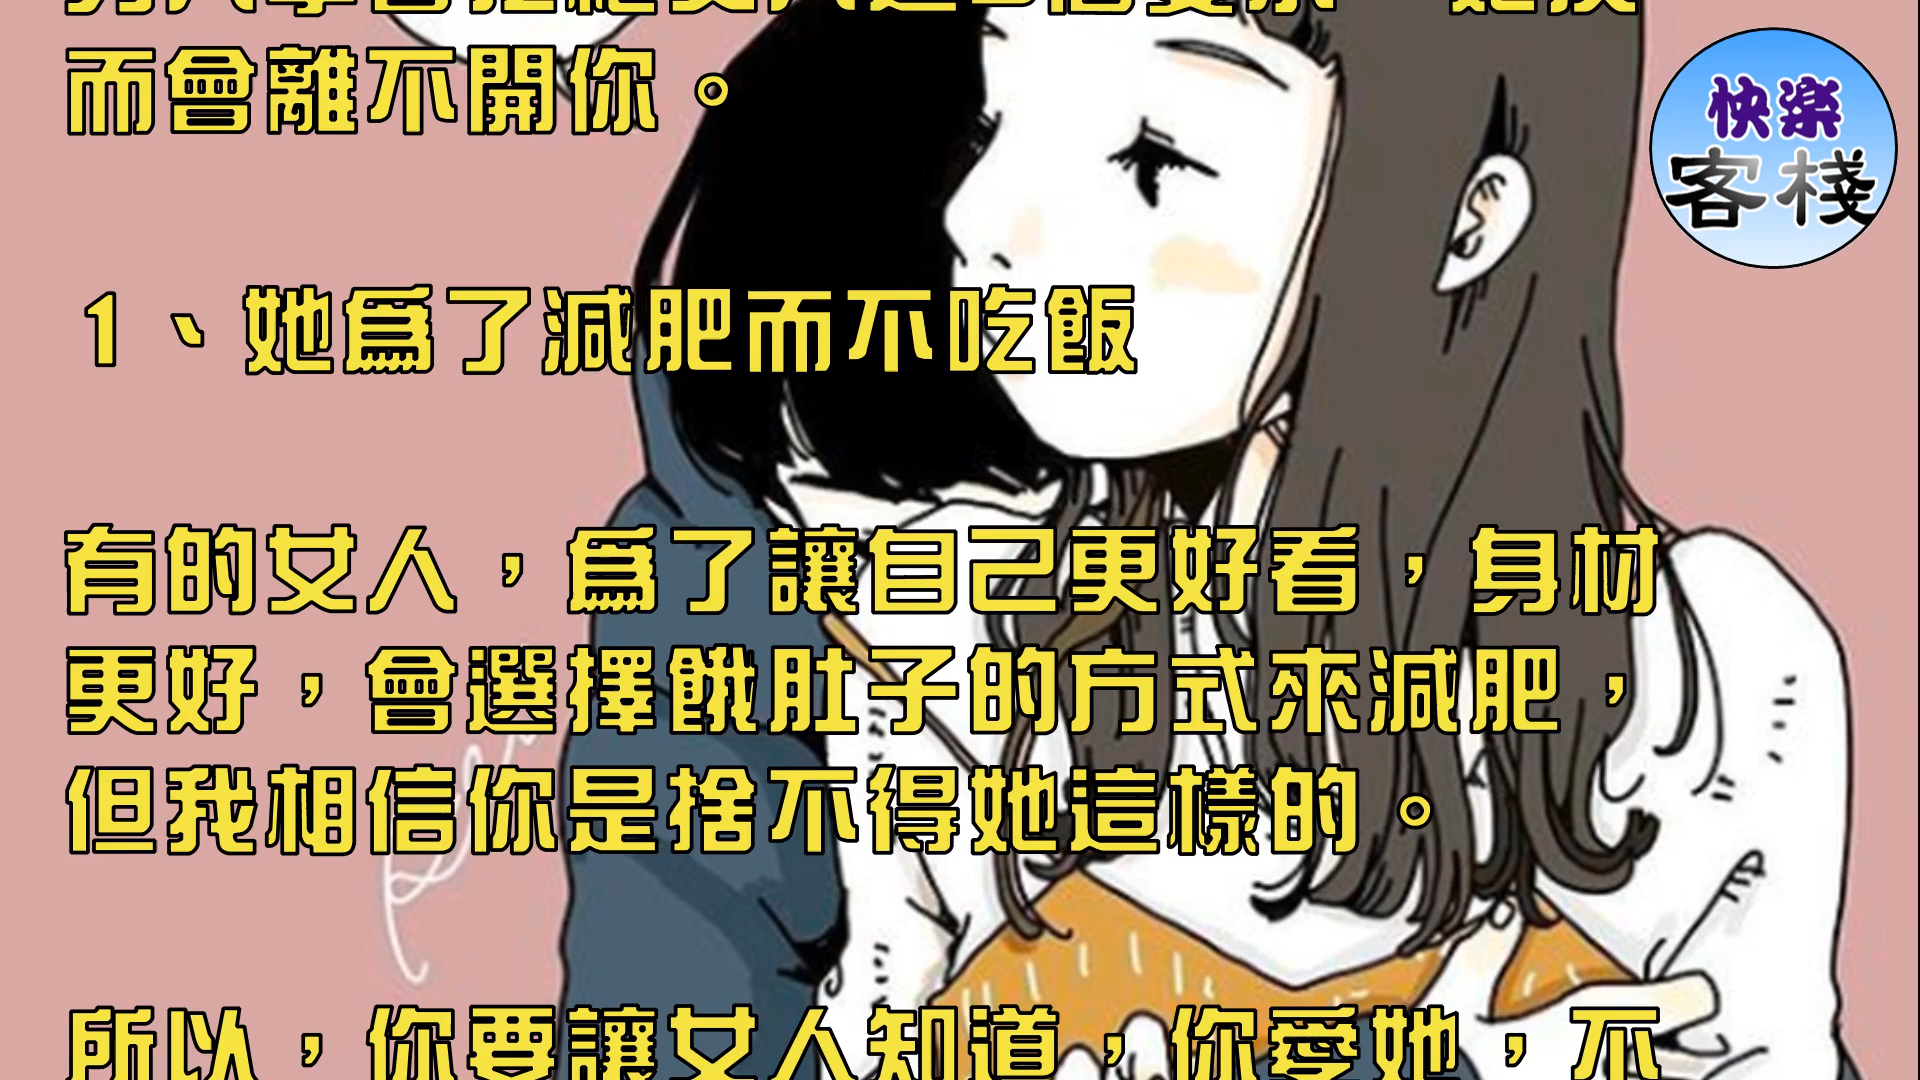 而會離不開你。
快樂
客棧
1、她為了減肥而不吃飯
有的女人，為了讓自己更好看，身材
更好，會選擇餓肚子的方式來減肥，
但我相信你是捨不得她這樣的。
所以，你要讓女人知道，你愛她，不